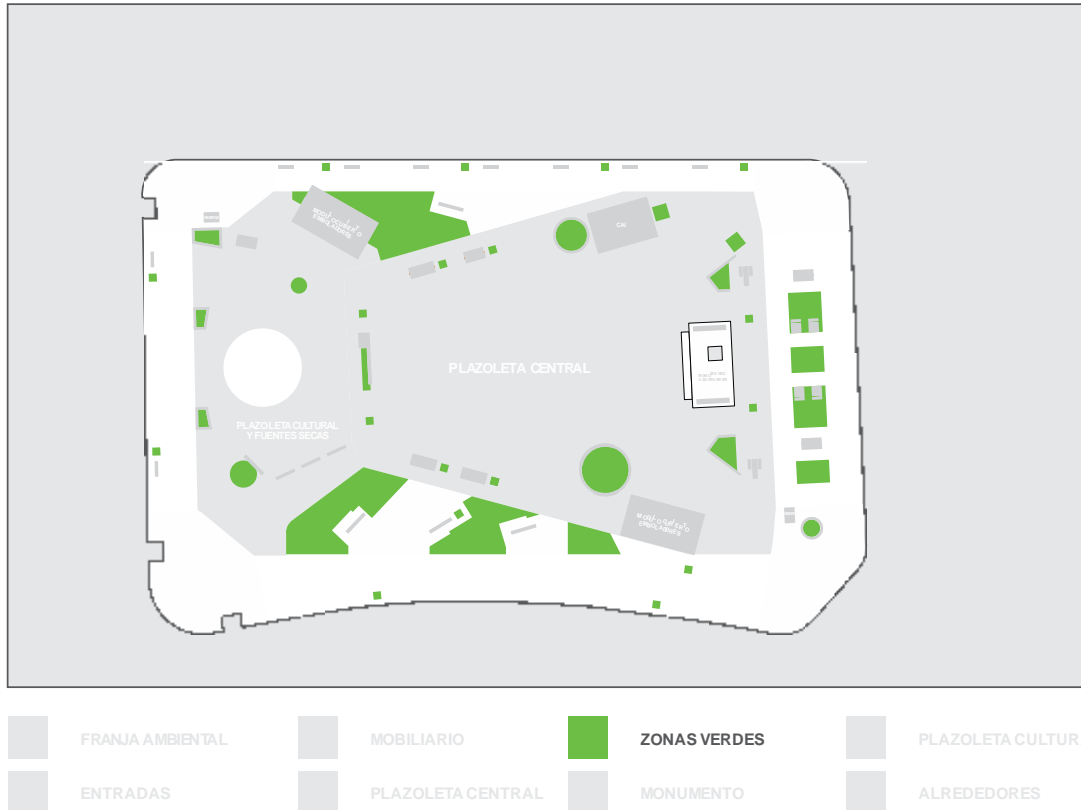 CAI
PLAZOLETA CENTRAL
PLAZOLETA CULTURAL
Y FUENTES SECAS
EMBOLADORES
FRANJA AMBIENTAL
MOBILIARIO
ZONAS VERDES
PLAZOLETA CULTUR
ENTRADAS
PLAZOLETA CENTRAL
MONUMENTO
ALREDEDORES